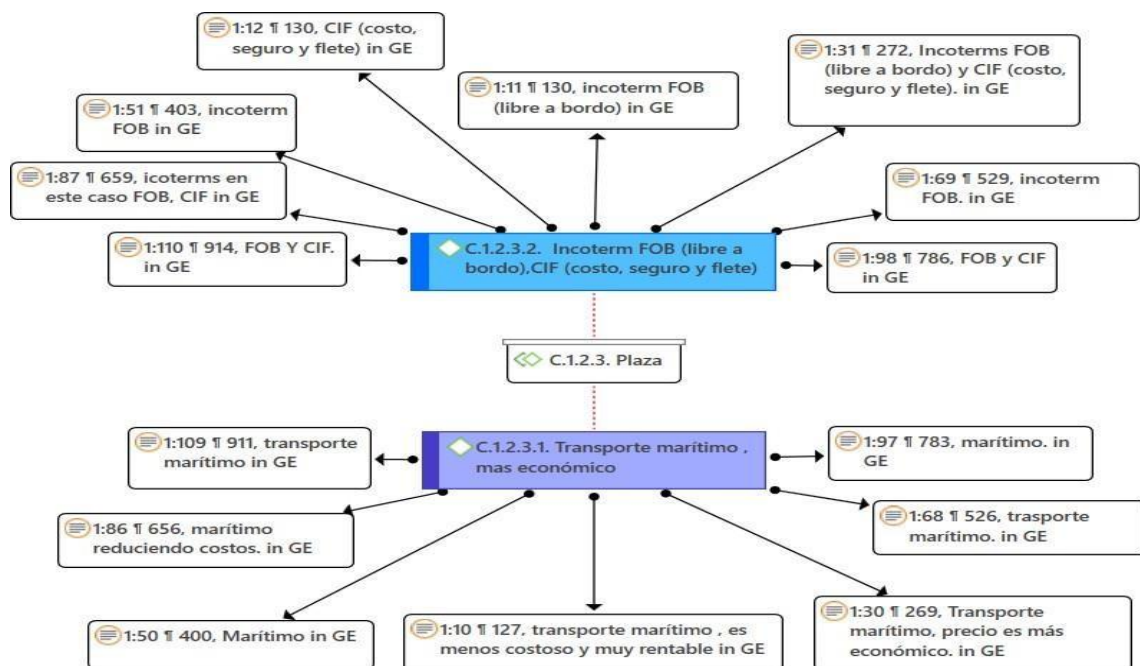 1:12 ¶ 130, CIF (costo,
seguro y flete) in GE
1:31 ¶ 272, Incoterms FOB
(libre a bordo) y CIF (costo,
seguro y flete). in GE
1:11 ¶ 130, incoterm FOB
(libre a bordo) in GE
1:51 ¶ 403, incoterm
FOB in GE
1:87 ¶ 659, icoterms en
este caso FOB, CIF in GE
1:69 ¶ 529, incoterm
FOB. in GE
1:110 ¶ 914, FOB Y CIF.
in GE
C.1.2.3.2. Incoterm FOB (libre a
bordo),CIF (costo, seguro y flete)
1:98 ¶ 786, FOB y CIF
in GE
C.1.2.3. Plaza
1:109 ¶ 911, transporte
marítimo in GE
C.1.2.3.1. Transporte marítimo ,
mas económico
1:97 ¶ 783, marítimo. in
GE
1:86 ¶ 656, marítimo
reduciendo costos. in GE
1:68 ¶ 526, trasporte
marítimo. in GE
1:50 ¶ 400, Marítimo in GE
1:10 ¶ 127, transporte marítimo , es
menos costoso y muy rentable in GE
1:30 ¶ 269, Transporte
marítimo, precio es más
económico. in GE